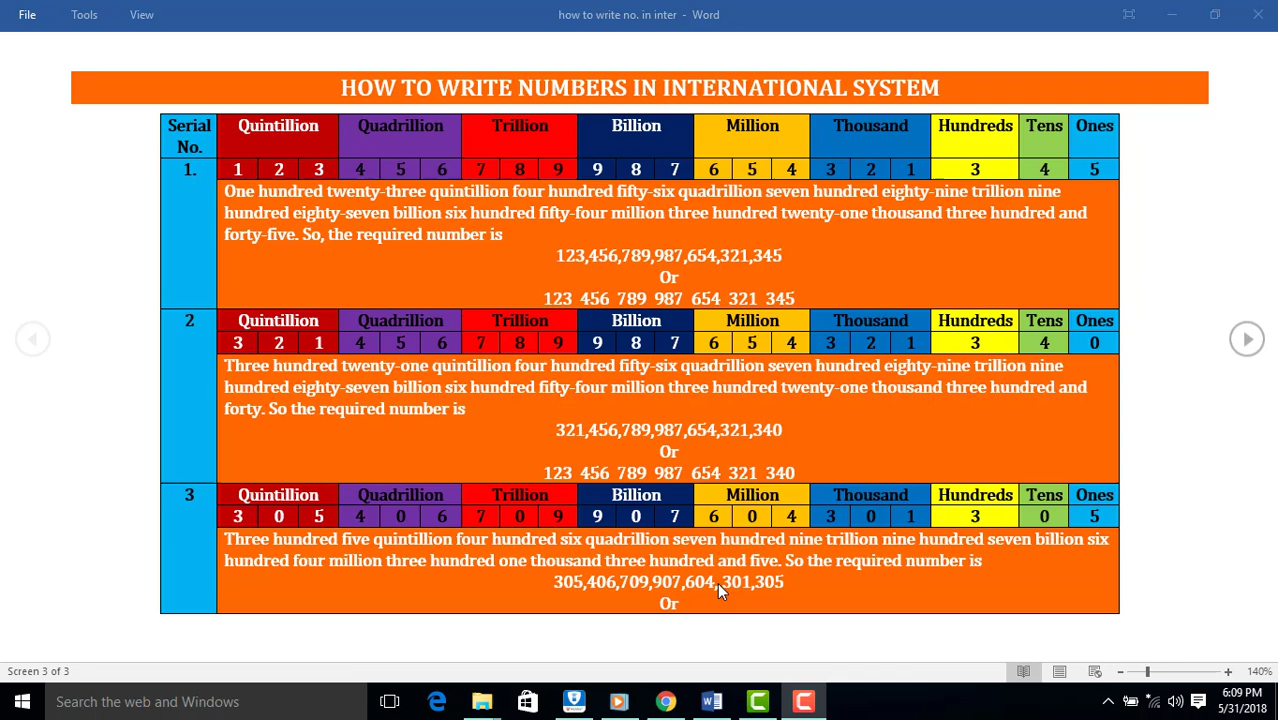 File Tools View how to write no. in inter - Word
HOW TO WRITE NUMBERS IN INTERNATIONAL SYSTEM
Serial No. Quintillion Quadrillion Trillion Billion Million Thousand Hundreds Tens Ones
1. 1 2 3 4 5 6 7 8 9 9 8 7 6 5 4 3 2 1 3 4 5
One hundred twenty-three quintillion four hundred fifty-six quadrillion seven hundred eighty-nine trillion nine
hundred eighty-seven billion six hundred fifty-four million three hundred twenty-one thousand three hundred and
forty-five. So, the required number is
123,456,789,987,654,321,345
Or
123 456 789 987 654 321 345
2 Quintillion Quadrillion Trillion Billion Million Thousand Hundreds Tens Ones
3 2 1 4 5 6 7 8 9 9 8 7 6 5 4 3 2 1 3 4 0
Three hundred twenty-one quintillion four hundred fifty-six quadrillion seven hundred eighty-nine trillion nine
hundred eighty-seven billion six hundred fifty-four million three hundred twenty-one thousand three hundred and
forty. So the required number is
321,456,789,987,654,321,340
Or
123 456 789 987 654 321 340
3 Quintillion Quadrillion Trillion Billion Million Thousand Hundreds Tens Ones
3 0 5 4 0 6 7 0 9 9 0 7 6 0 4 3 0 1 3 0 5
Three hundred five quintillion four hundred six quadrillion seven hundred nine trillion nine hundred seven billion six
hundred four million three hundred one thousand three hundred and five. So the required number is
305,406,709,907,604,301,305
Or
Screen 3 of 3 140%
Search the web and Windows 6:09 PM
5/31/2018